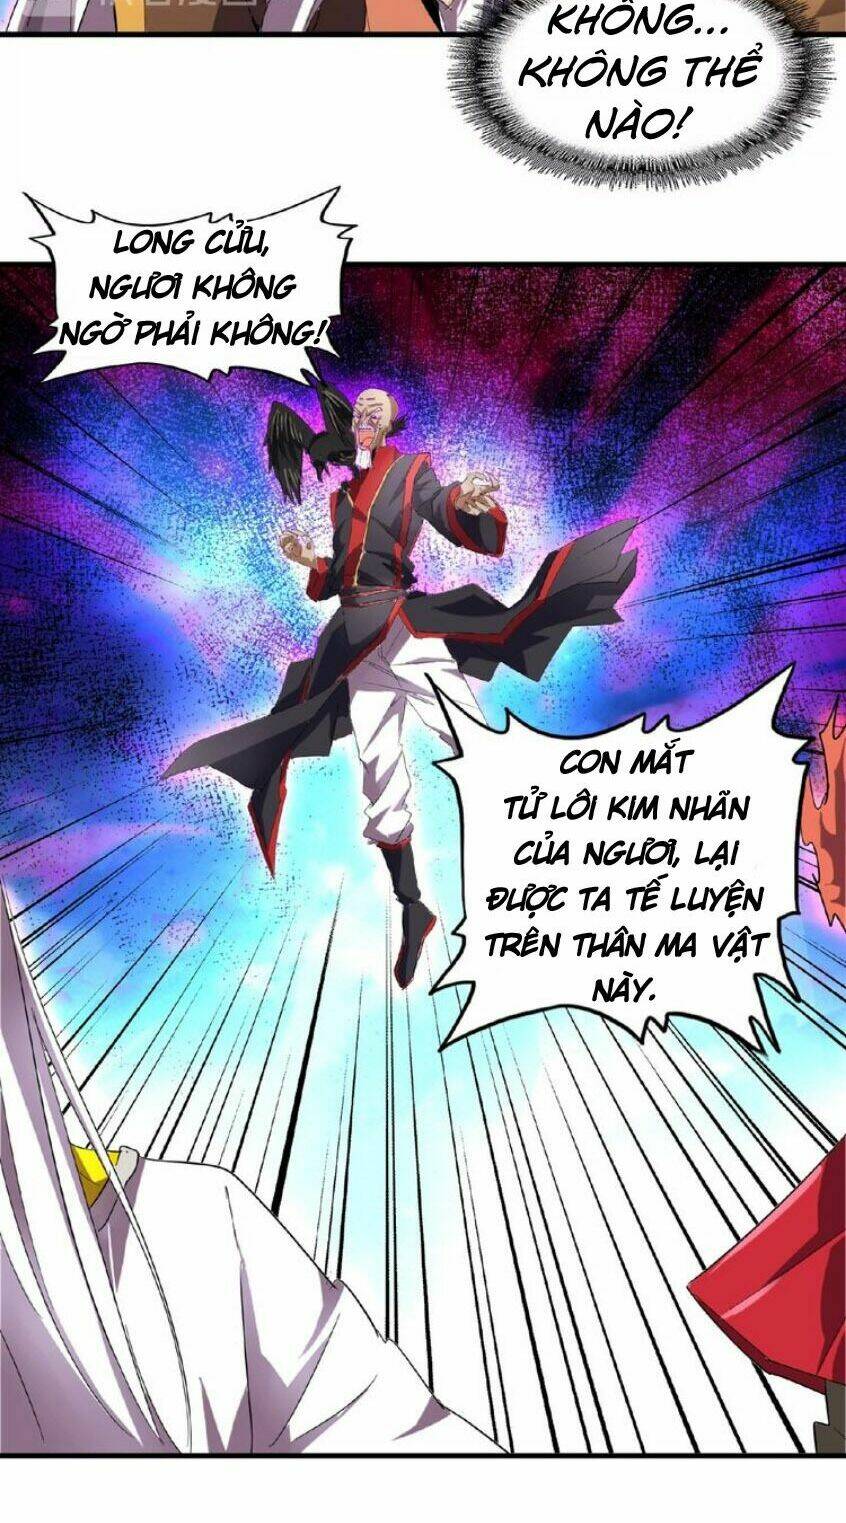 KHÔNG...
KHÔNG THỂ
NÀO!
LONG CỬU,
NGƯƠI KHÔNG
NGỜ PHẢI KHÔNG!
CON MẮT
TỬ LÔI KIM NHÃN
CỦA NGƯƠI, LẠI
ĐƯỢC TA TẾ LUYỆN
TRÊN THÂN MA VẬT
NÀY.